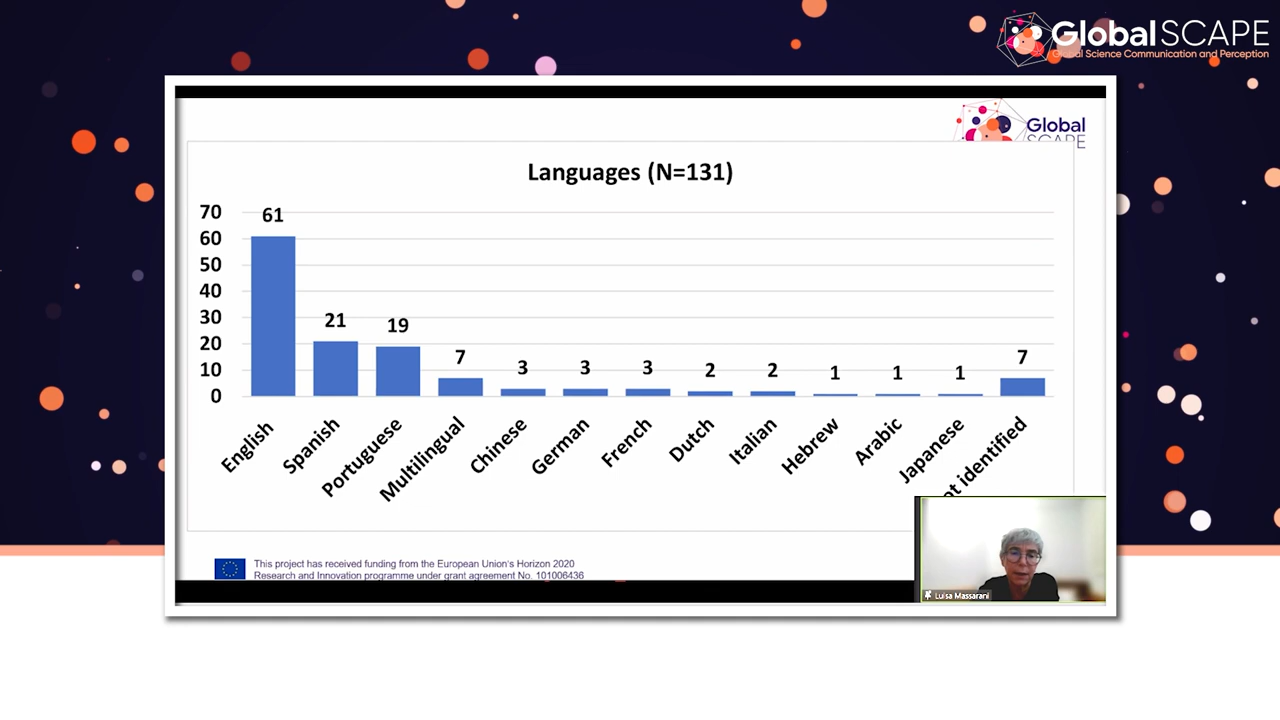 GlobalSCAPE
Global Science Communication and Perception
Global
SCAPE
Languages (N=131)
70
60
50
40
30
20
10
0
61
21
19
7
3
3
3
2
2
1
1
1
7
English
Spanish
Portuguese
Multilingual
Chinese
German
French
Dutch
Italian
Hebrew
Arabic
Japanese
ot identified
This project has received funding from the European Union's Horizon 2020
Research and Innovation programme under grant agreement No. 101006436
Luisa Massarani